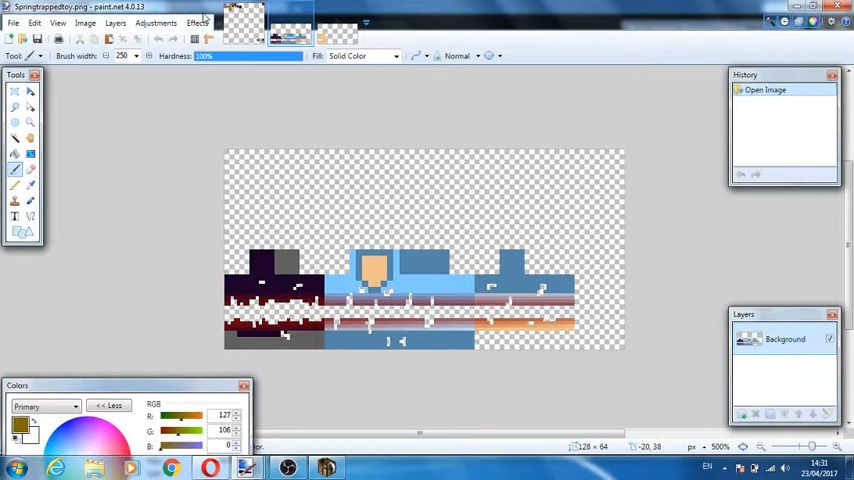 Springtrappedtoy.png - paint.net 4.0.13
File Edit View Image Layers Adjustments Effects
Tool: Brush width: 250 Hardness: 100% Fill: Solid Color Normal
Tools
History
Open Image
Layers
Background
Colors
Primary << Less RGB
R: 127
G: 106
B: 0
128 × 64 -20, 38 px 500%
EN 14:31
23/04/2017